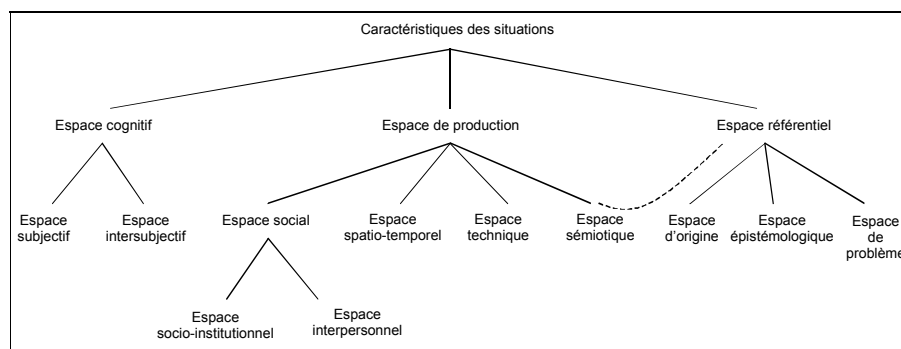 Caractéristiques des situations
Espace cognitif
Espace de production
Espace référentiel
Espace
subjectif
Espace
intersubjectif
Espace social
Espace
spatio-temporel
Espace
technique
Espace
sémiotique
Espace
d'origine
Espace
épistémologique
Espace
de
problème
Espace
socio-institutionnel
Espace
interpersonnel